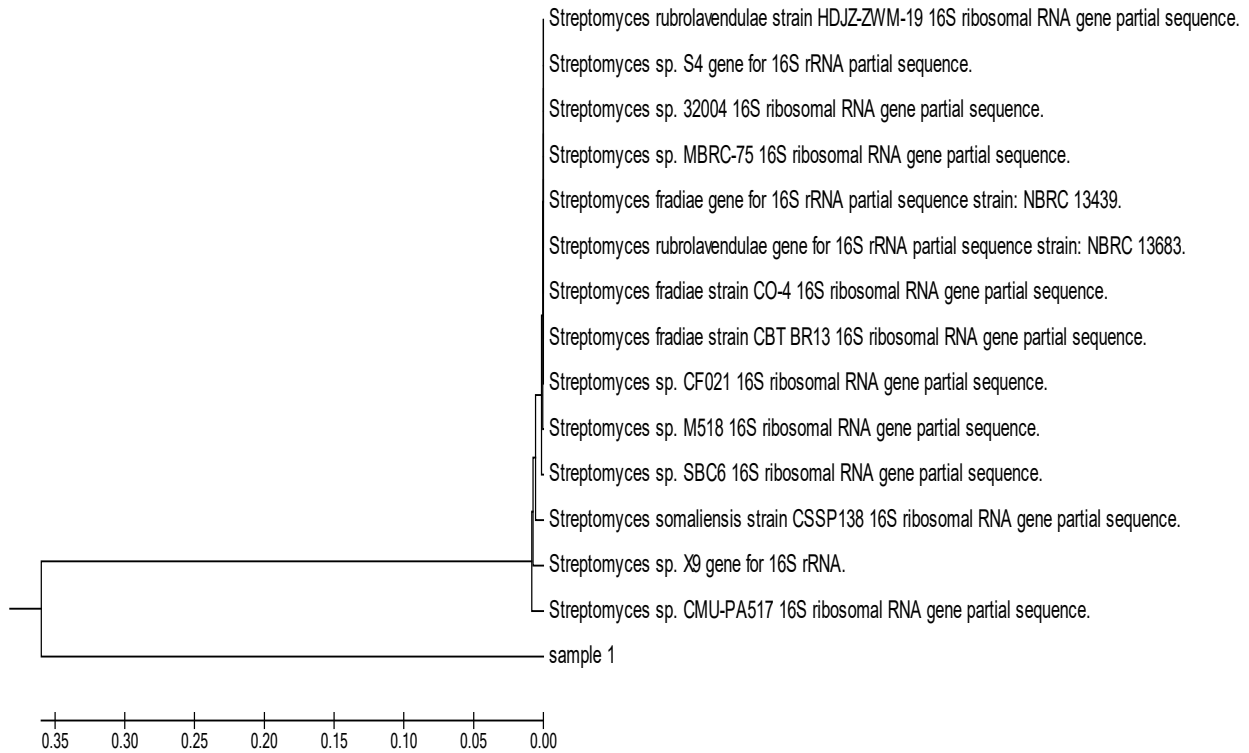 Streptomyces rubrolavendulae strain HDJZ-ZWM-19 16S ribosomal RNA gene partial sequence.
Streptomyces sp. S4 gene for 16S rRNA partial sequence.
Streptomyces sp. 32004 16S ribosomal RNA gene partial sequence.
Streptomyces sp. MBRC-75 16S ribosomal RNA gene partial sequence.
Streptomyces fradiae gene for 16S rRNA partial sequence strain: NBRC 13439.
Streptomyces rubrolavendulae gene for 16S rRNA partial sequence strain: NBRC 13683.
Streptomyces fradiae strain CO-4 16S ribosomal RNA gene partial sequence.
Streptomyces fradiae strain CBT BR13 16S ribosomal RNA gene partial sequence.
Streptomyces sp. CF021 16S ribosomal RNA gene partial sequence.
Streptomyces sp. M518 16S ribosomal RNA gene partial sequence.
Streptomyces sp. SBC6 16S ribosomal RNA gene partial sequence.
Streptomyces somaliensis strain CSSP138 16S ribosomal RNA gene partial sequence.
Streptomyces sp. X9 gene for 16S rRNA.
Streptomyces sp. CMU-PA517 16S ribosomal RNA gene partial sequence.
sample 1
0.35 0.30 0.25 0.20 0.15 0.10 0.05 0.00